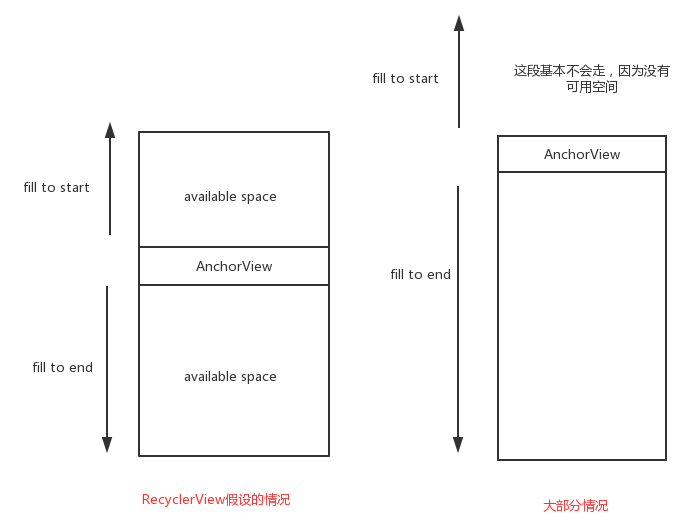 fill to start
available space
AnchorView
fill to end
available space
RecyclerView假设的情况
fill to start
这段基本不会走，因为没有
可用空间
AnchorView
fill to end
大部分情况